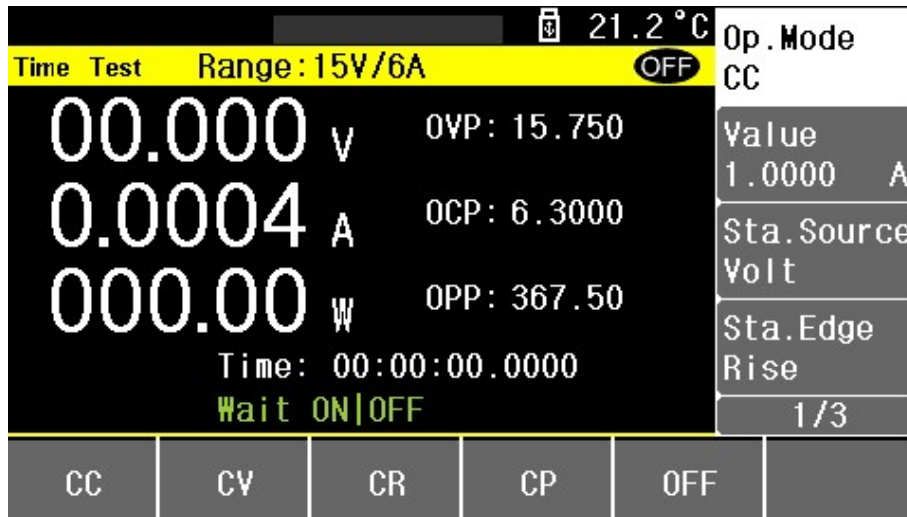 21.2°C
Time Test Range:15V/6A OFF
00.000 V OVP: 15.750
0.0004 A OCP: 6.3000
000.00 W OPP: 367.50
Time: 00:00:00.0000
Wait ON|OFF
Op.Mode
CC
Value
1.0000 A
Sta.Source
Volt
Sta.Edge
Rise
1/3
CC CV CR CP OFF